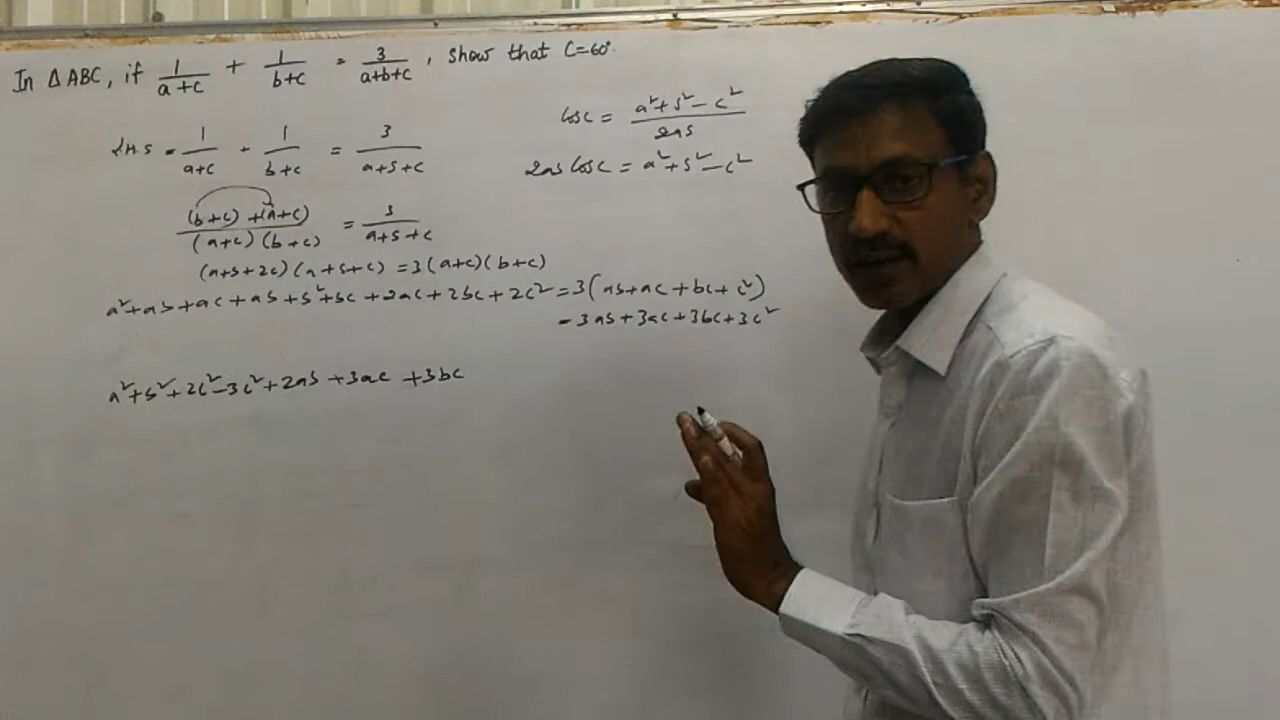 In ΔABC, if 1/(a+c) + 1/(b+c) = 3/(a+b+c), show that C=60°.
L.H.S = 1/(a+c) + 1/(b+c) = 3/(a+b+c)
((b+c)+(a+c))/((a+c)(b+c)) = 3/(a+b+c)
(a+b+2c)(a+b+c) = 3(a+c)(b+c)
a²+ab+ac+ab+b²+bc+2ac+2bc+2c² = 3(ab+ac+bc+c²)
= 3ab+3ac+3bc+3c²
a²+b²+2c²-3c²+2ab+3ac+3bc
cosc = (a²+b²-c²)/2ab
2ab cosc = a²+b²-c²